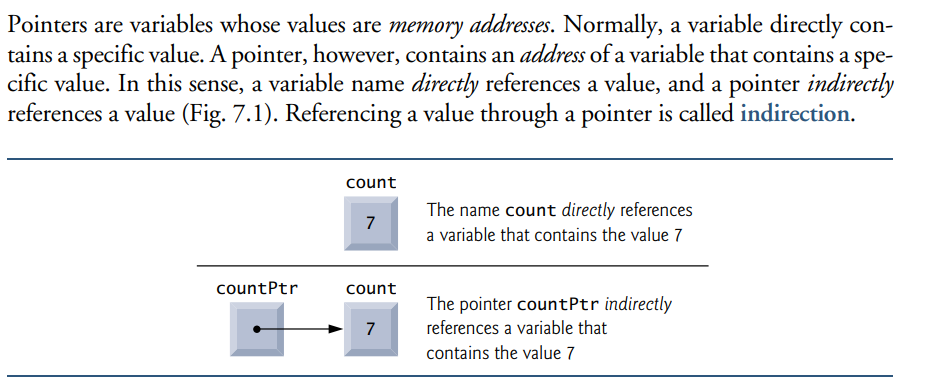 Pointers are variables whose values are memory addresses. Normally, a variable directly con-
tains a specific value. A pointer, however, contains an address of a variable that contains a spe-
cific value. In this sense, a variable name directly references a value, and a pointer indirectly
references a value (Fig. 7.1). Referencing a value through a pointer is called indirection.
count
7
The name count directly references
a variable that contains the value 7
countPtr
count
7
The pointer countPtr indirectly
references a variable that
contains the value 7